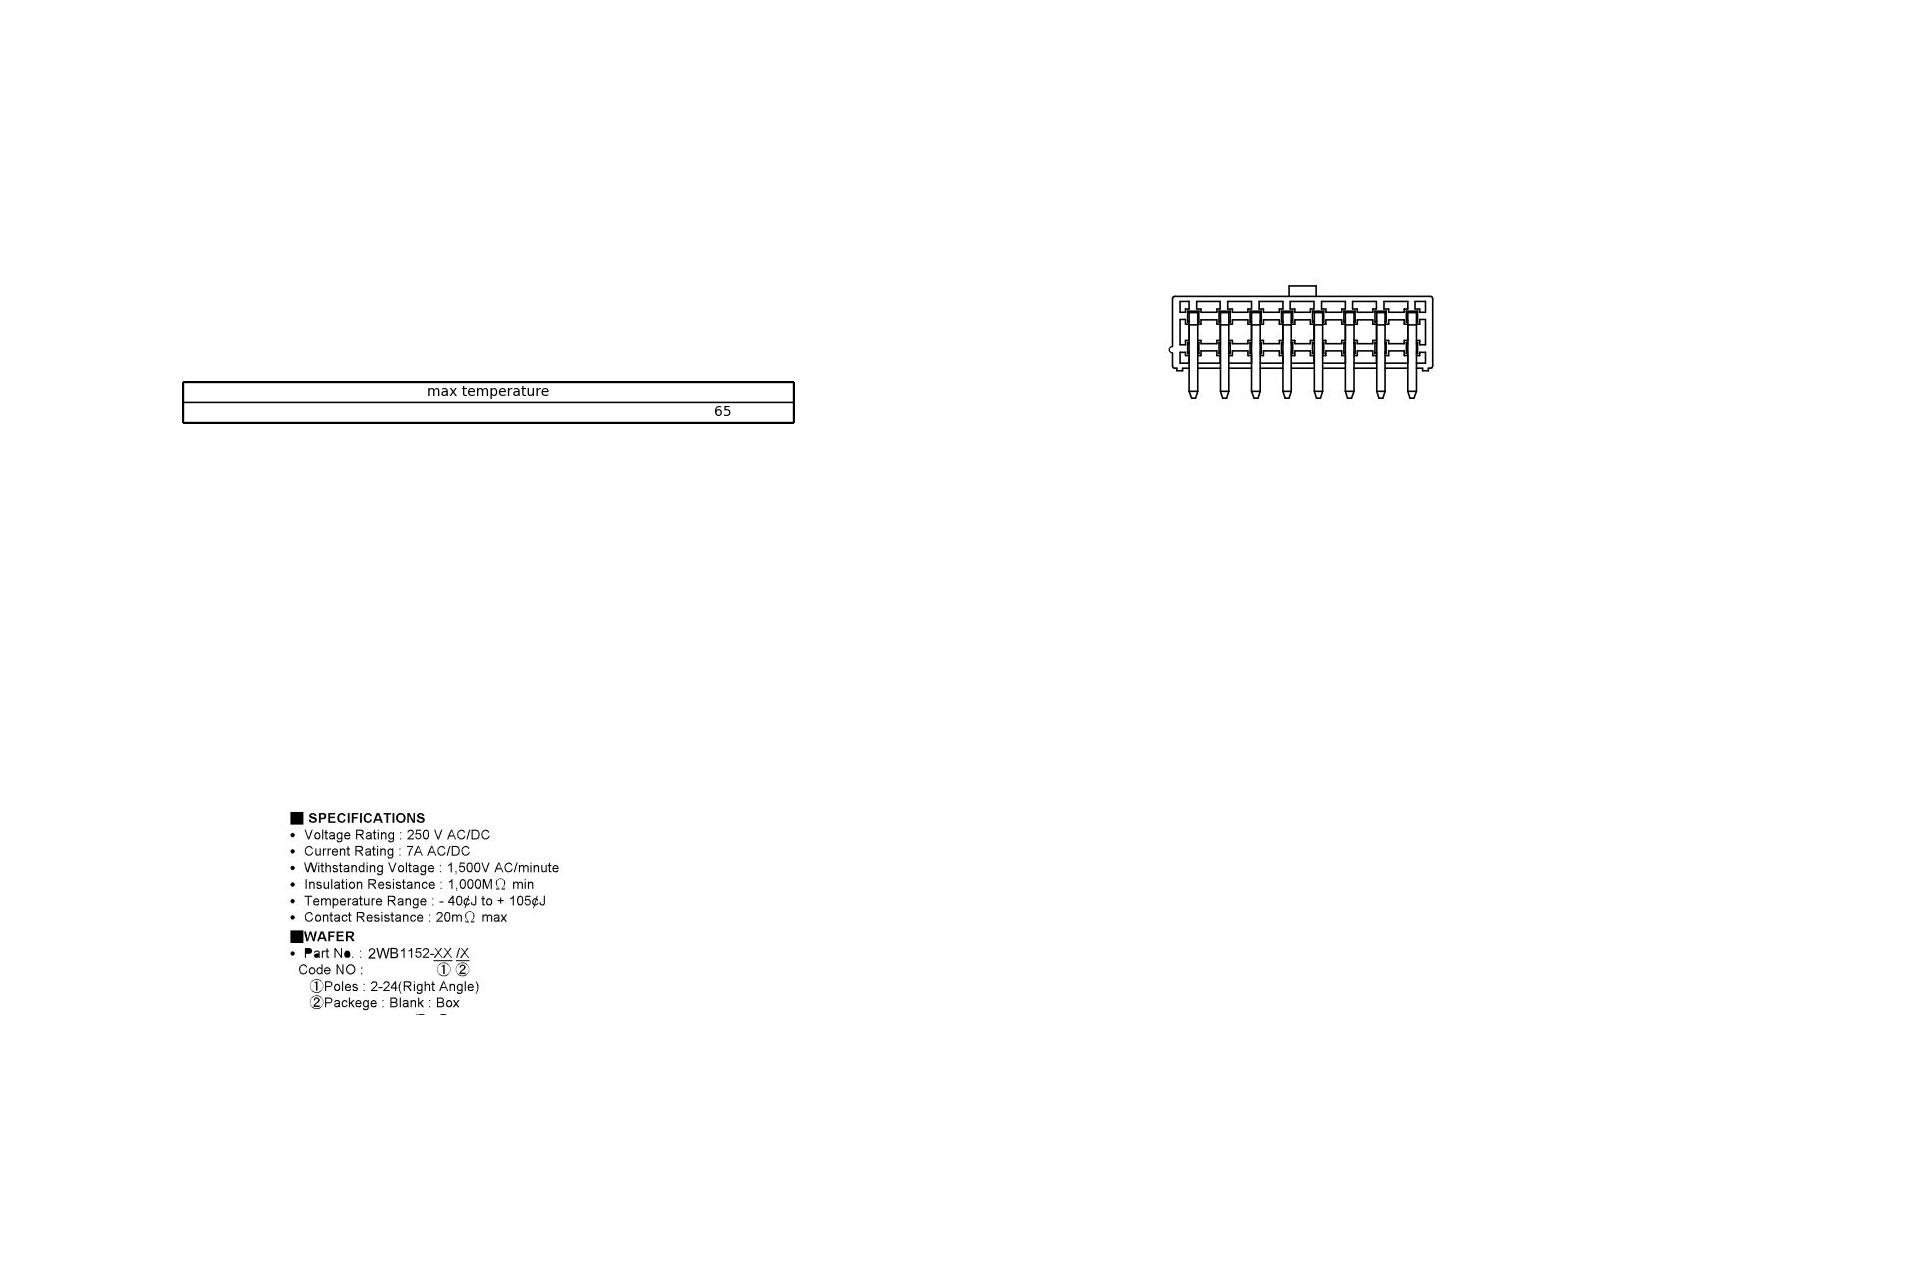 max temperature
65
■ SPECIFICATIONS
• Voltage Rating : 250 V AC/DC
• Current Rating : 7A AC/DC
• Withstanding Voltage : 1,500V AC/minute
• Insulation Resistance : 1,000MΩ min
• Temperature Range : - 40¢J to + 105¢J
• Contact Resistance : 20mΩ max
■WAFER
• Part No. : 2WB1152-XX /X
Code NO : ① ②
①Poles : 2-24(Right Angle)
②Packege : Blank : Box